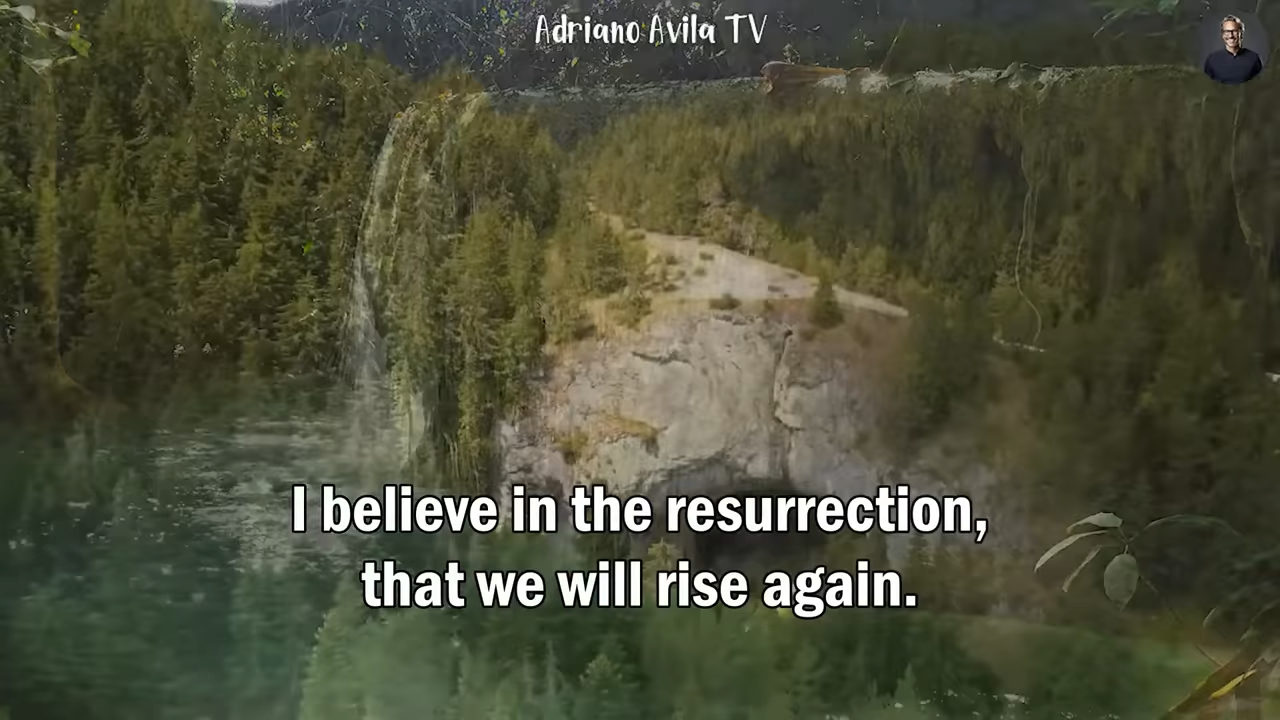 Adriano Avila TV
I believe in the resurrection,
that we will rise again.